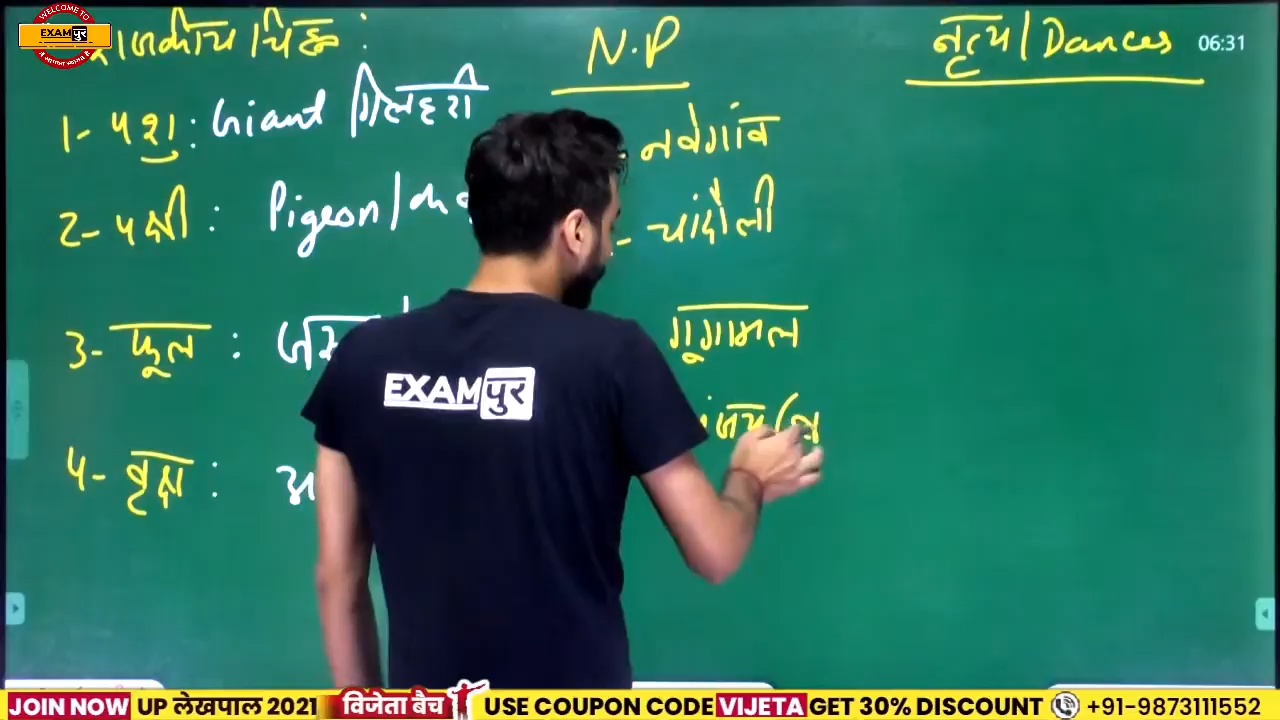 WELCOME TO
EXAMपुर
राजकीय चिह्न :
N.P
नृत्य/Dances
06:31
1- पशु : Giant गिलहरी
- नवेगांव
2- पक्षी : Pigeon/
- चांदोली
3- फूल :
गूगामल
4- वृक्ष :
EXAMपुर
JOIN NOW UP लेखपाल 2021 विजेता बैच USE COUPON CODE VIJETA GET 30% DISCOUNT +91-9873111552